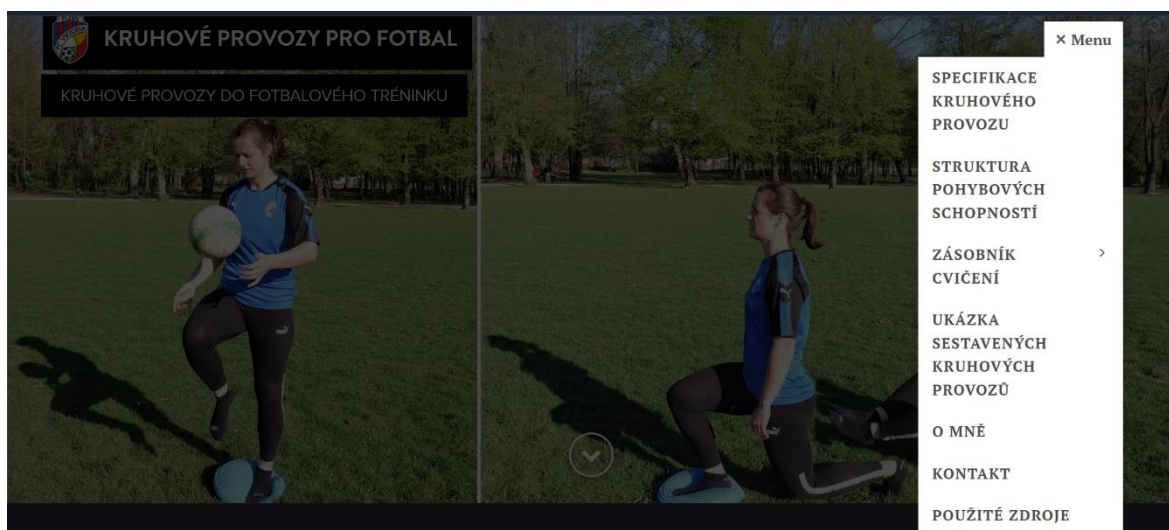 KRUHOVÉ PROVOZY PRO FOTBAL
KRUHOVÉ PROVOZY DO FOTBALOVÉHO TRÉNINKU
× Menu
SPECIFIKACE
KRUHOVÉHO
PROVOZU
STRUKTURA
POHYBOVÝCH
SCHOPNOSTÍ
ZÁSOBNÍK
CVIČENÍ
UKÁZKA
SESTAVENÝCH
KRUHOVÝCH
PROVOZŮ
O MNĚ
KONTAKT
POUŽITÉ ZDROJE